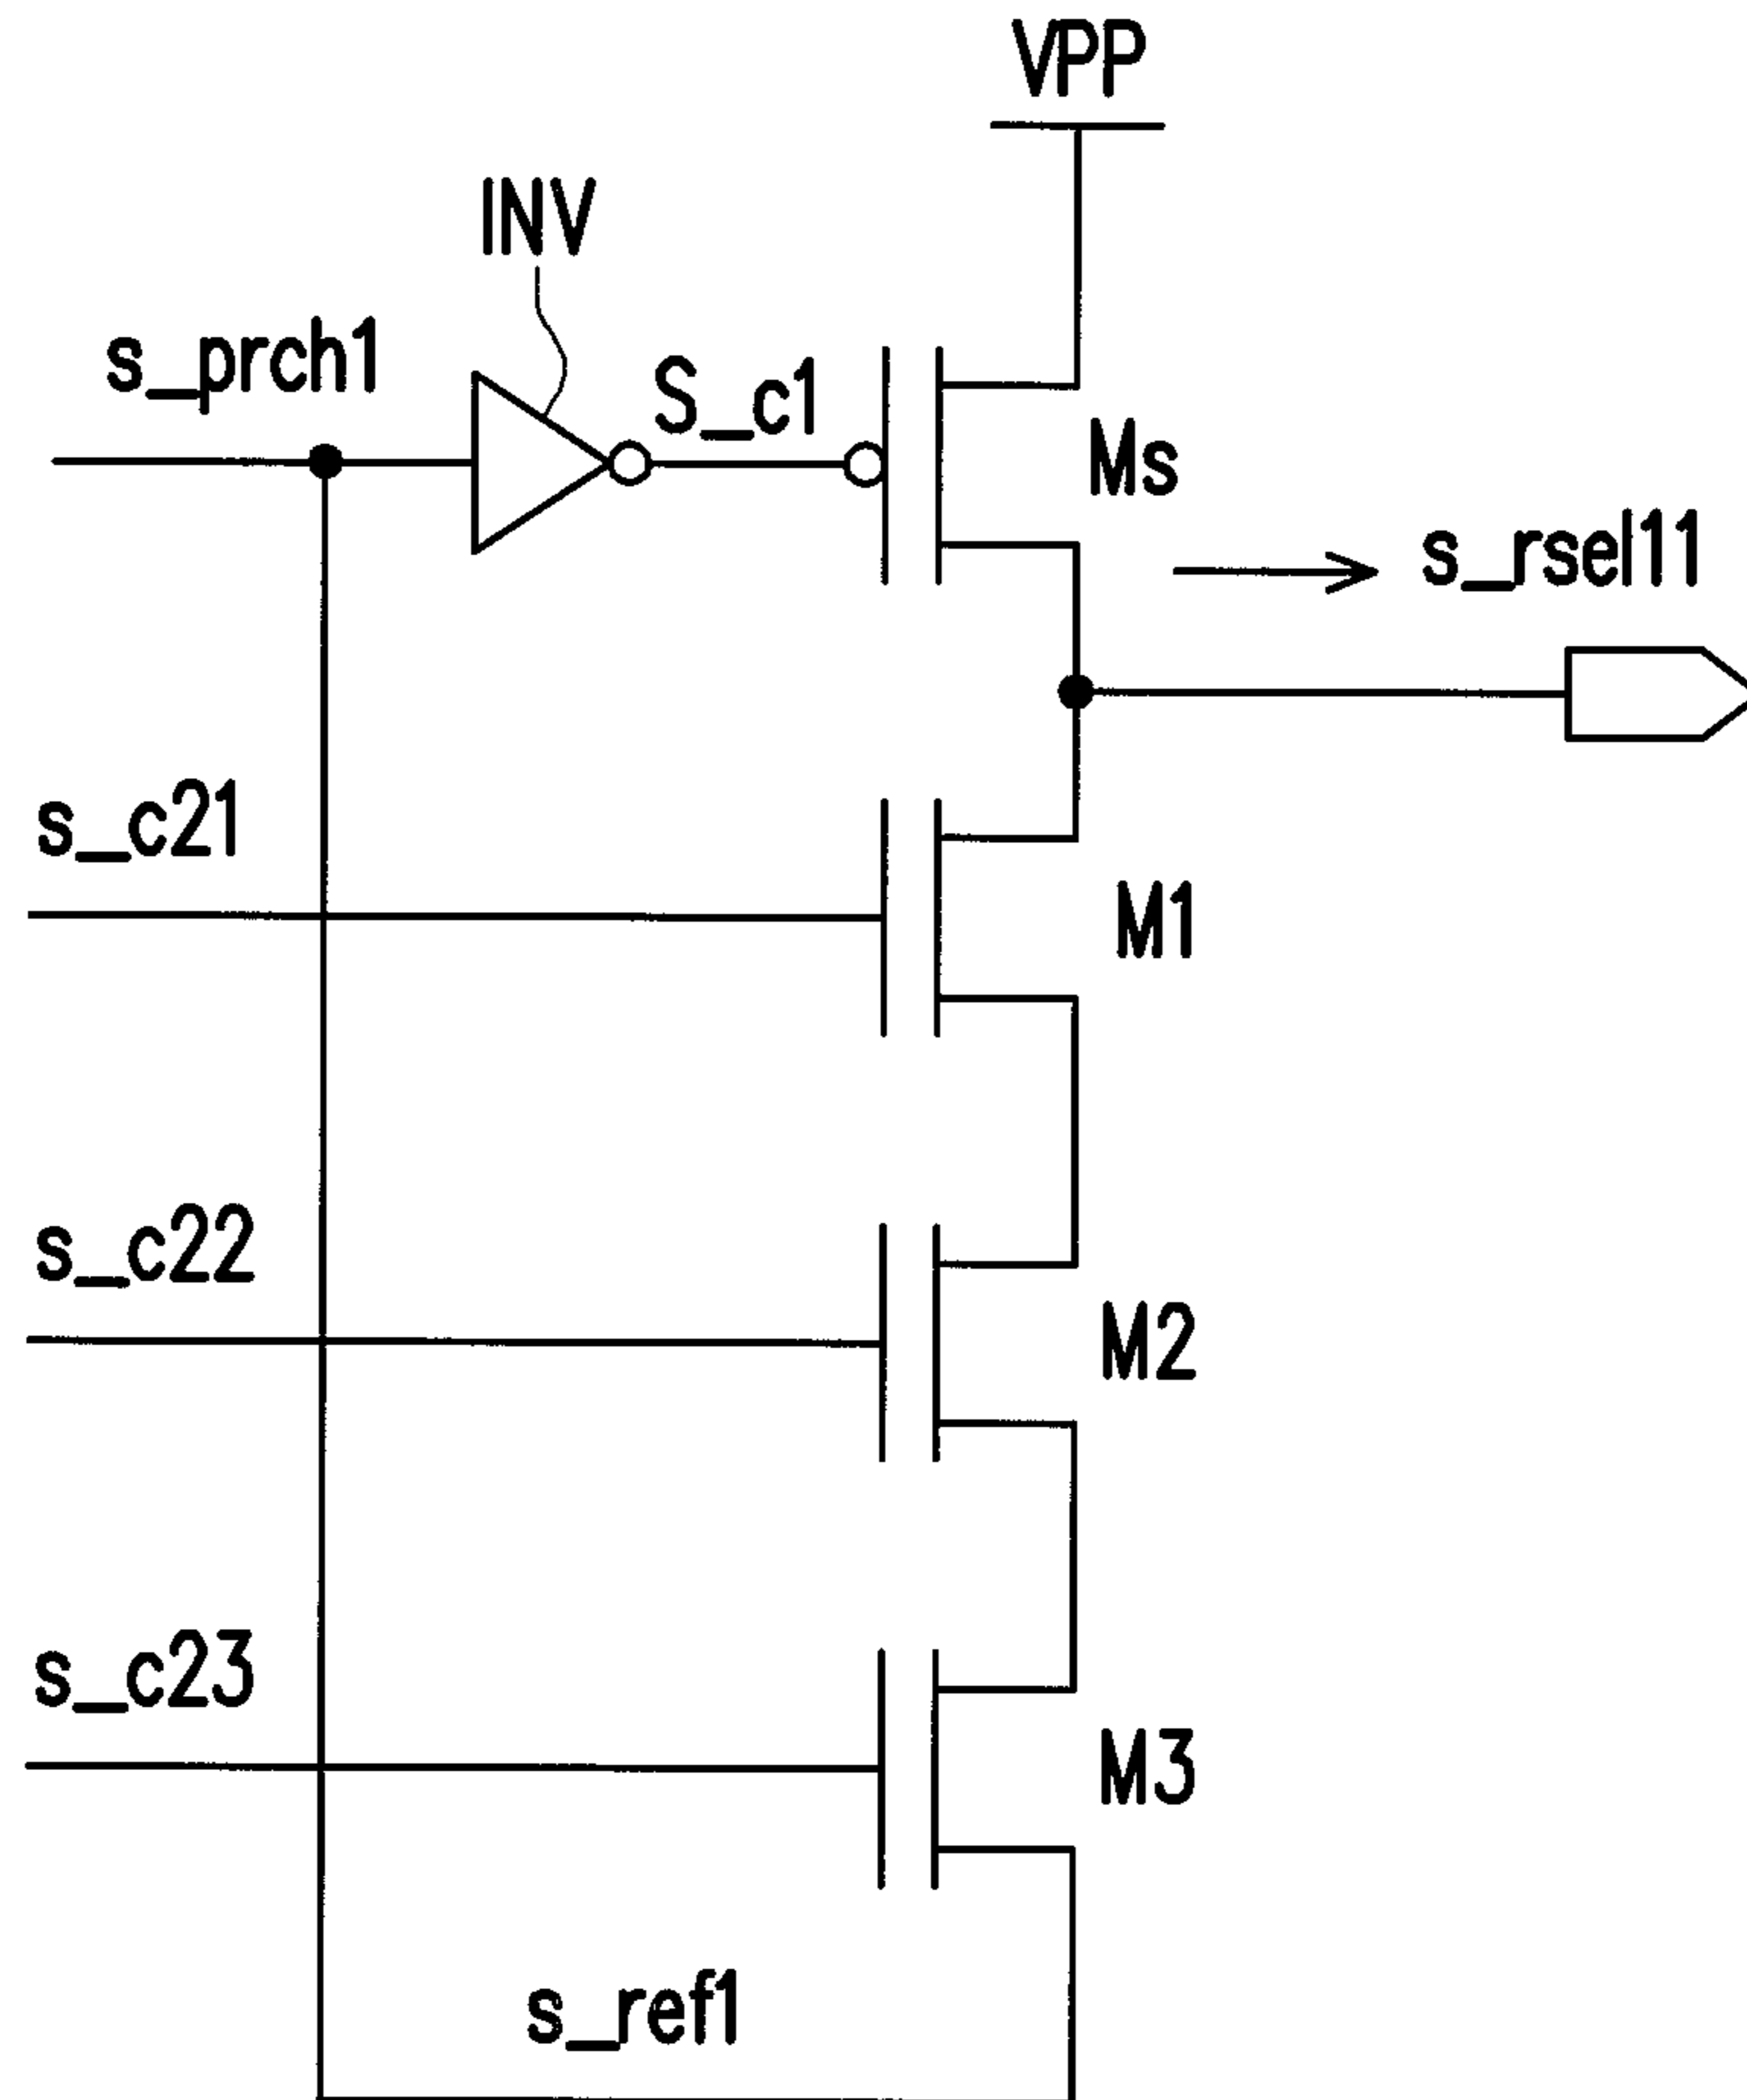 VPP
INV
s_prch1
S_c1
Ms
s_rsel11
s_c21
M1
s_c22
M2
s_c23
M3
s_ref1